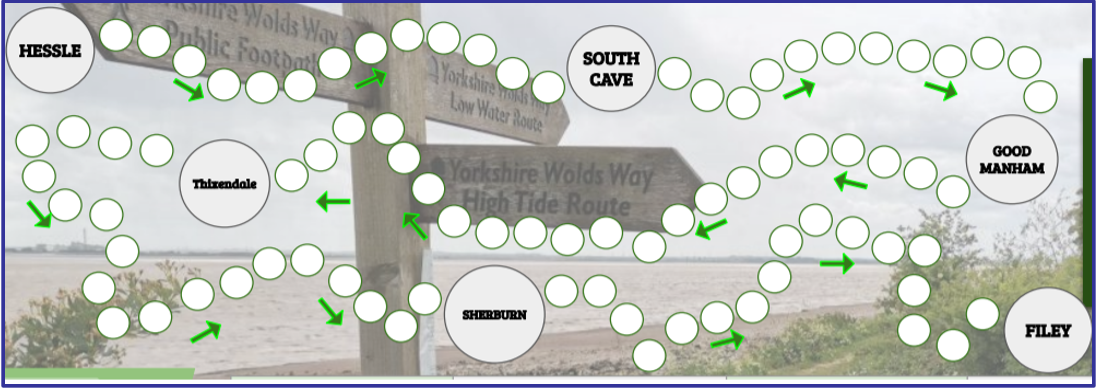 HESSLE
Yorkshire Wolds Way
Public Footpath
Yorkshire Wolds Way
Low Water Route
SOUTH
CAVE
GOOD
MANHAM
Thixendale
Yorkshire Wolds Way
High Tide Route
SHERBURN
FILEY